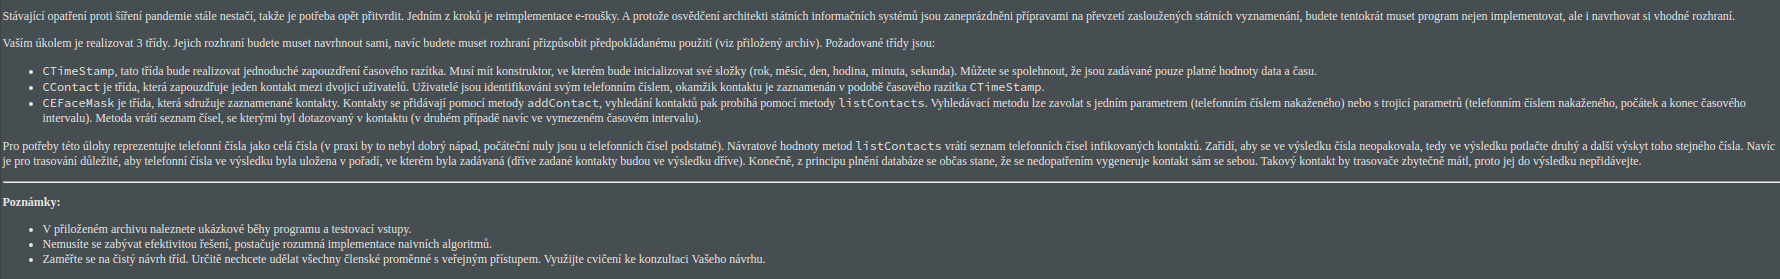 Stávající opatření proti šíření pandemie stále nestačí, takže je potřeba opět přitvrdit. Jedním z kroků je reimplementace e-roušky. A protože osvědčení architekti státních informačních systémů jsou zaneprázdněni přípravami na převzetí zasloužených státních vyznamenání, budete tentokrát muset program nejen implementovat, ale i navrhovat si vhodné rozhraní.
Vaším úkolem je realizovat 3 třídy. Jejich rozhraní budete muset navrhnout sami, navíc budete muset rozhraní přizpůsobit předpokládanému použití (viz přiložený archiv). Požadované třídy jsou:
• CTimeStamp, tato třída bude realizovat jednoduché zapouzdření časového razítka. Musí mít konstruktor, ve kterém bude inicializovat své složky (rok, měsíc, den, hodina, minuta, sekunda). Můžete se spolehnout, že jsou zadávané pouze platné hodnoty data a času.
• CContact je třída, která zapouzdřuje jeden kontakt mezi dvojicí uživatelů. Uživatelé jsou identifikováni svým telefonním číslem, okamžik kontaktu je zaznamenán v podobě časového razítka CTimeStamp.
• CEFaceMask je třída, která sdružuje zaznamenané kontakty. Kontakty se přidávají pomocí metody addContact, vyhledání kontaktů pak probíhá pomocí metody listContacts. Vyhledávací metodu lze zavolat s jedním parametrem (telefonním číslem nakaženého) nebo s trojicí parametrů (telefonním číslem nakaženého, počátek a konec časového
intervalu). Metoda vrátí seznam čísel, se kterými byl dotazovaný v kontaktu (v druhém případě navíc ve vymezeném časovém intervalu).
Pro potřeby této úlohy reprezentujte telefonní čísla jako celá čísla (v praxi by to nebyl dobrý nápad, počáteční nuly jsou u telefonních čísel podstatné). Návratové hodnoty metod listContacts vrátí seznam telefonních čísel infikovaných kontaktů. Zařídí, aby se ve výsledku čísla neopakovala, tedy ve výsledku potlačte druhý a další výskyt toho stejného čísla. Navíc
je pro trasování důležité, aby telefonní čísla ve výsledku byla uložena v pořadí, ve kterém byla zadávaná (dříve zadané kontakty budou ve výsledku dříve). Konečně, z principu plnění databáze se občas stane, že se nedopatřením vygeneruje kontakt sám se sebou. Takový kontakt by trasovače zbytečně mátl, proto jej do výsledku nepřidávejte.
Poznámky:
• V přiloženém archivu naleznete ukázkové běhy programu a testovací vstupy.
• Nemusíte se zabývat efektivitou řešení, postačuje rozumná implementace naivních algoritmů.
• Zaměřte se na čistý návrh tříd. Určitě nechcete udělat všechny členské proměnné s veřejným přístupem. Využijte cvičení ke konzultaci Vašeho návrhu.